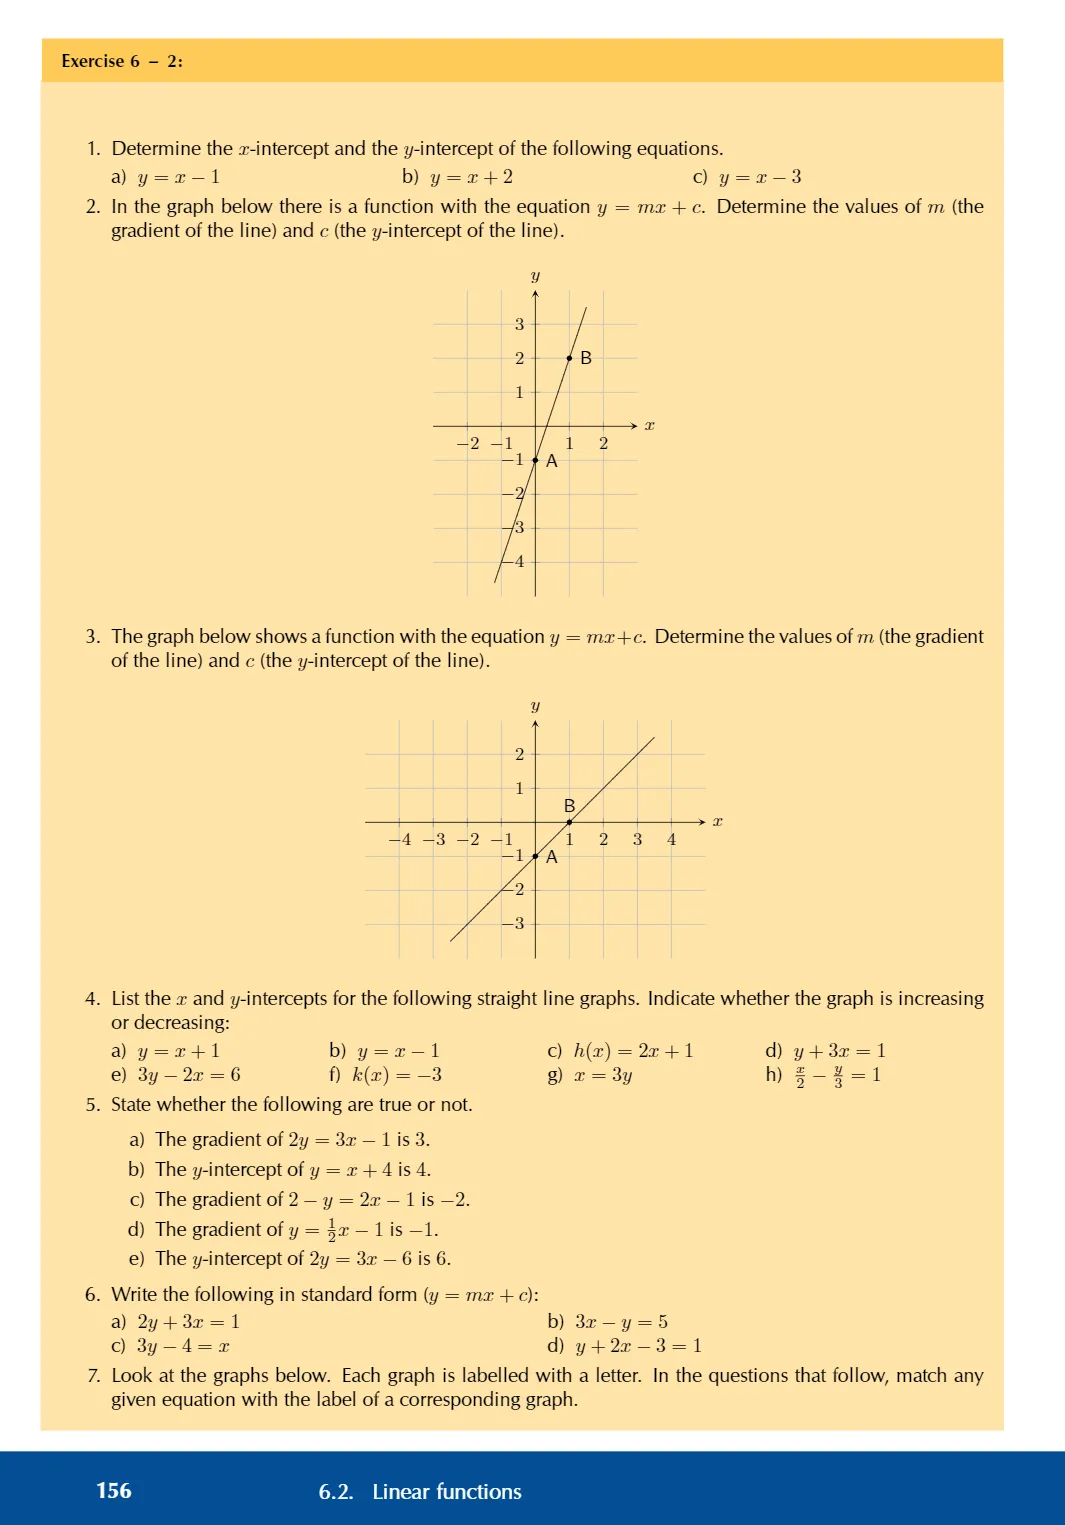 Exercise 6 – 2:
1. Determine the x-intercept and the y-intercept of the following equations.
a) y = x − 1 b) y = x + 2 c) y = x − 3
2. In the graph below there is a function with the equation y = mx + c. Determine the values of m (the
gradient of the line) and c (the y-intercept of the line).
y
3
2 B
1
x
−2 −1 1 2
−1 A
−2
−3
−4
3. The graph below shows a function with the equation y = mx+c. Determine the values of m (the gradient
of the line) and c (the y-intercept of the line).
y
2
1
B
x
−4 −3 −2 −1 1 2 3 4
−1 A
−2
−3
4. List the x and y-intercepts for the following straight line graphs. Indicate whether the graph is increasing
or decreasing:
a) y = x + 1 b) y = x − 1 c) h(x) = 2x + 1 d) y + 3x = 1
e) 3y − 2x = 6 f) k(x) = −3 g) x = 3y h) x/2 − y/3 = 1
5. State whether the following are true or not.
a) The gradient of 2y = 3x − 1 is 3.
b) The y-intercept of y = x + 4 is 4.
c) The gradient of 2 − y = 2x − 1 is −2.
d) The gradient of y = 1/2x − 1 is −1.
e) The y-intercept of 2y = 3x − 6 is 6.
6. Write the following in standard form (y = mx + c):
a) 2y + 3x = 1 b) 3x − y = 5
c) 3y − 4 = x d) y + 2x − 3 = 1
7. Look at the graphs below. Each graph is labelled with a letter. In the questions that follow, match any
given equation with the label of a corresponding graph.
156 6.2. Linear functions